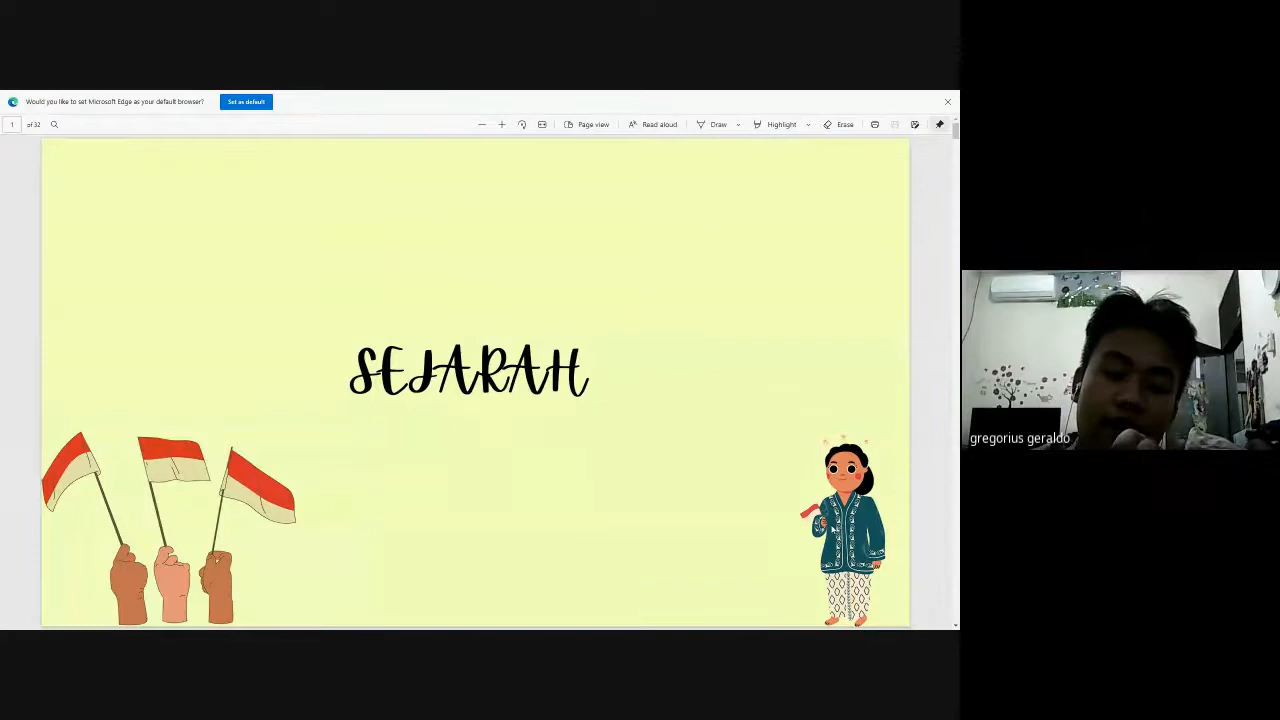 Would you like to set Microsoft Edge as your default browser? Set as default
1 of 32 Page view Read aloud Draw Highlight Erase
SEJARAH
gregorius geraldo